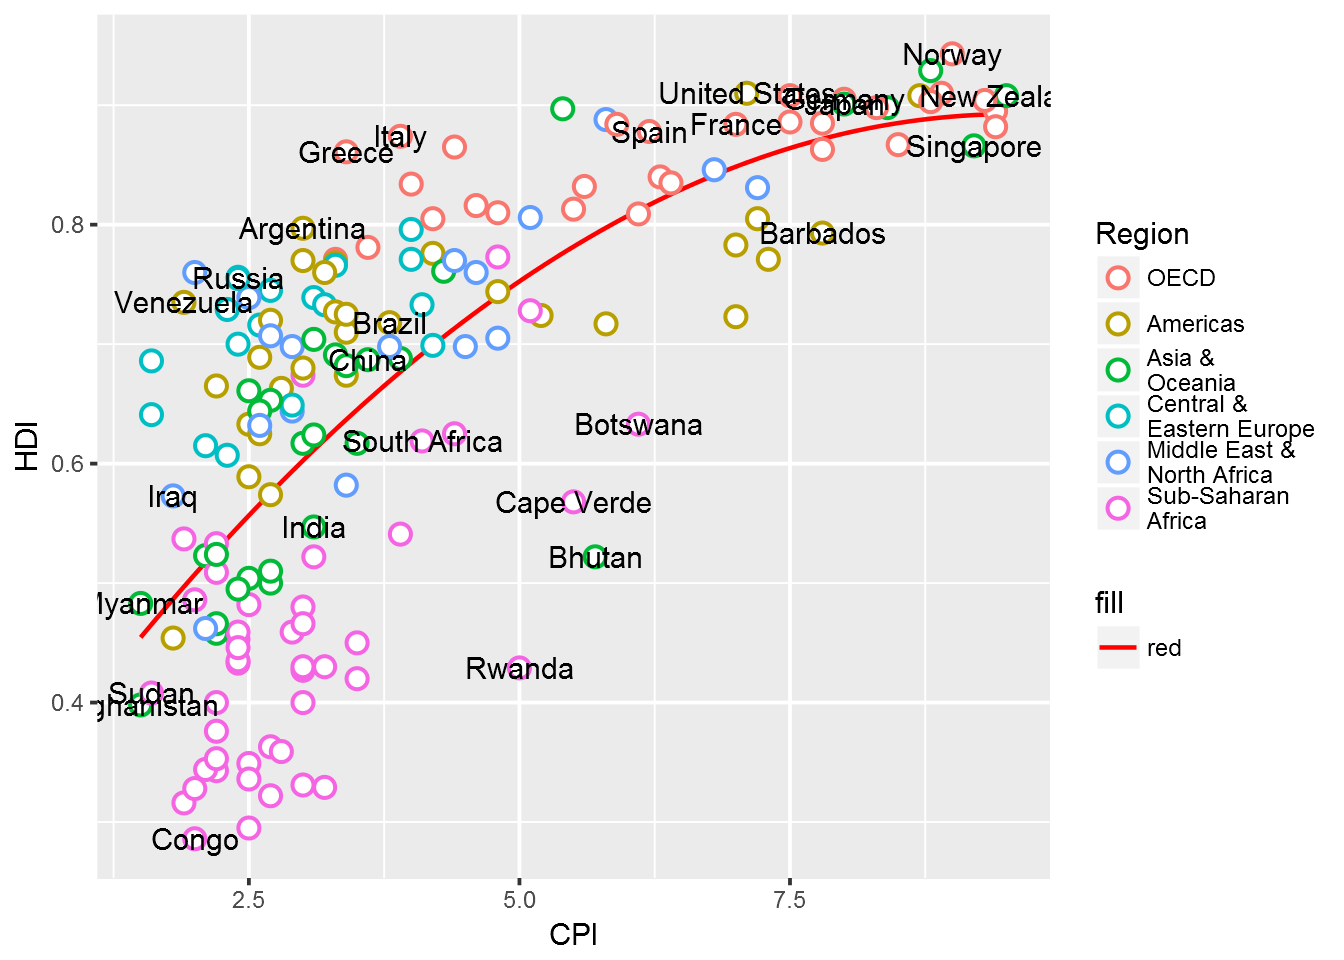 Norway
United States
Germany
Japan
New Zeala
Spain
France
Singapore
Italy
Greece
Argentina
Barbados
Russia
Venezuela
Brazil
China
South Africa
Botswana
Iraq
Cape Verde
India
Bhutan
Myanmar
Rwanda
Sudan
ghanistan
Congo
0.8
0.6
0.4
HDI
2.5
5.0
7.5
CPI
Region
OECD
Americas
Asia &
Oceania
Central &
Eastern Europe
Middle East &
North Africa
Sub-Saharan
Africa
fill
red